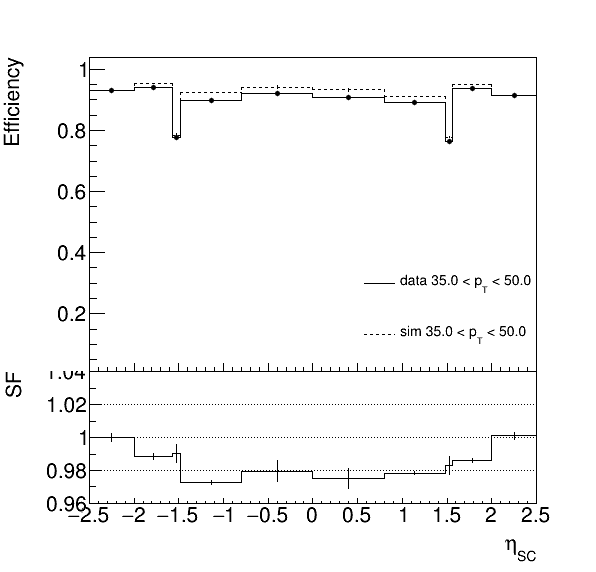 Efficiency
1
0.8
0.6
0.4
0.2
data 35.0 < p_T < 50.0
sim 35.0 < p_T < 50.0
SF
1.04
1.02
1
0.98
0.96
−2.5 −2 −1.5 −1 −0.5 0 0.5 1 1.5 2 2.5
η_SC